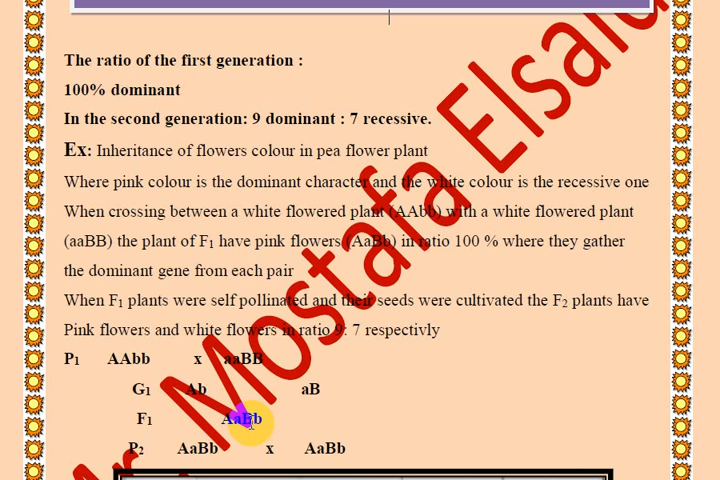 The ratio of the first generation :
100% dominant
In the second generation: 9 dominant : 7 recessive.
Ex: Inheritance of flowers colour in pea flower plant
Where pink colour is the dominant character and the white colour is the recessive one
When crossing between a white flowered plant (AAbb) with a white flowered plant
(aaBB) the plant of F1 have pink flowers (AaBb) in ratio 100 % where they gather
the dominant gene from each pair
When F1 plants were self pollinated and their seeds were cultivated the F2 plants have
Pink flowers and white flowers in ratio 9: 7 respectivly
P1 AAbb x aaBB
G1 Ab aB
F1 AaBb
P2 AaBb x AaBb
Mr. Mostafa Elsaid